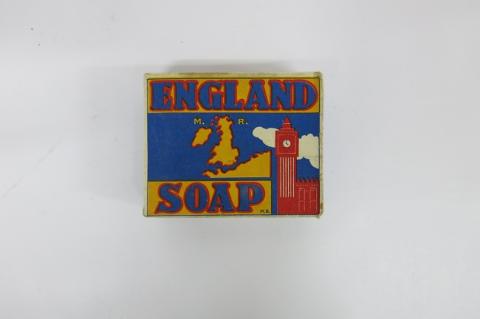 ENGLAND
M. R.
SOAP